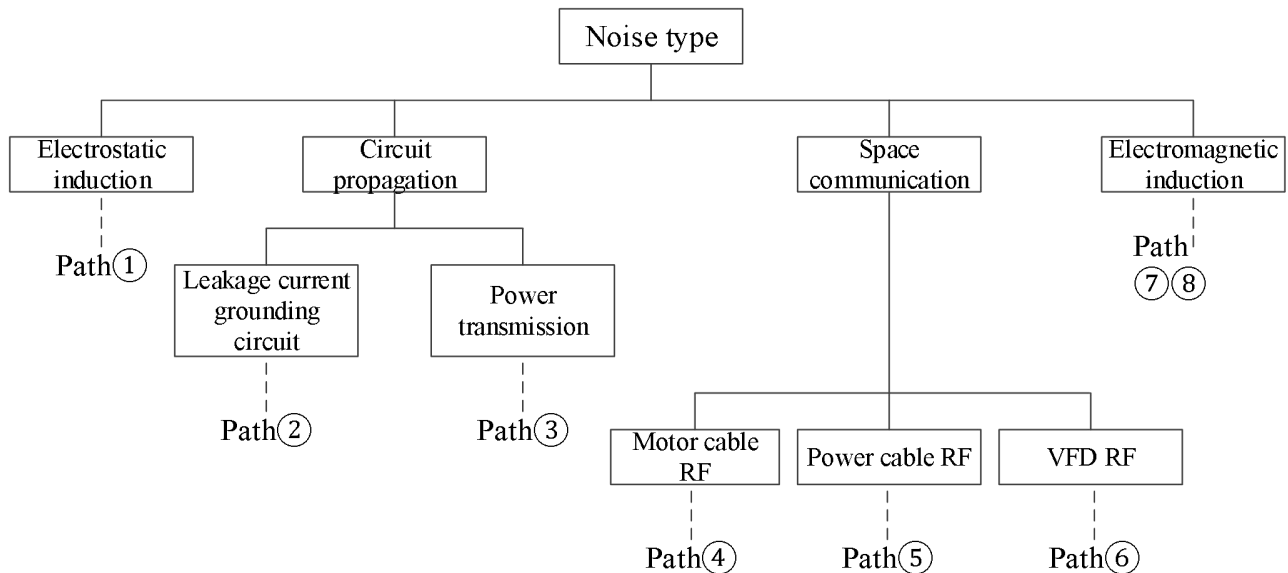 Noise type
Electrostatic
induction
Circuit
propagation
Space
communication
Electromagnetic
induction
Path①
Leakage current
grounding
circuit
Power
transmission
Path
⑦⑧
Path②
Path③
Motor cable
RF
Power cable RF
VFD RF
Path④
Path⑤
Path⑥